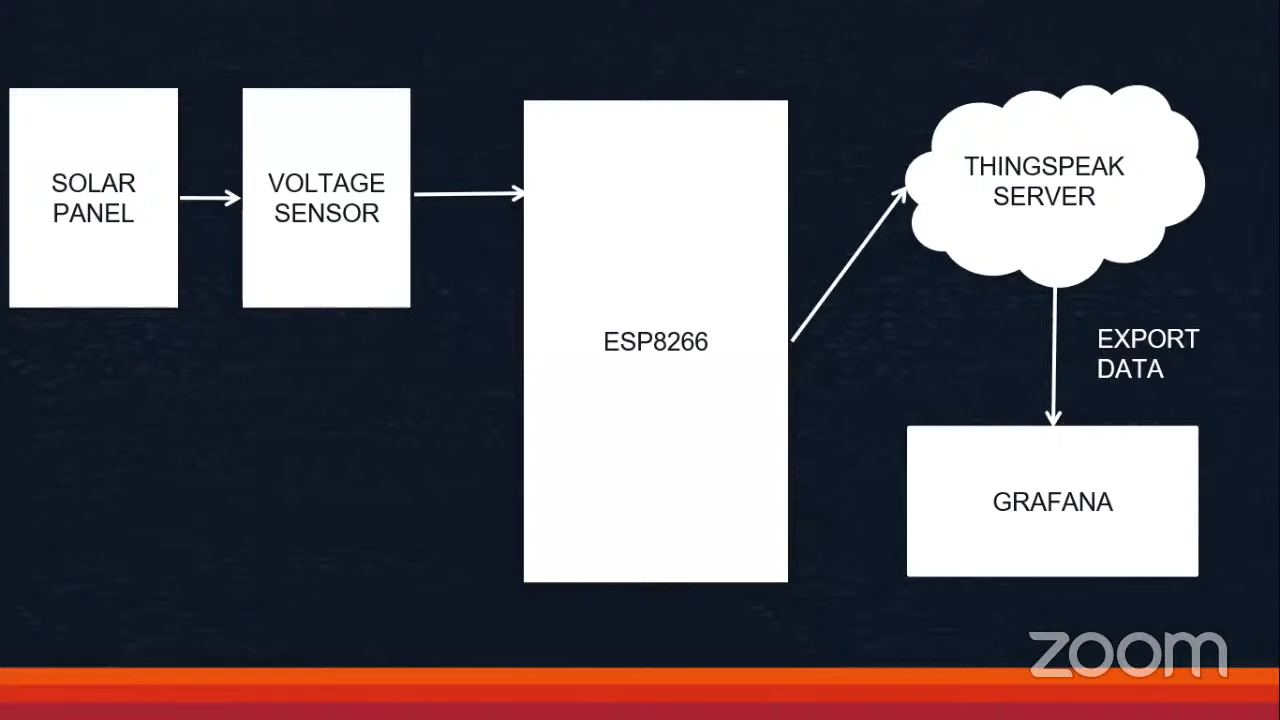 SOLAR
PANEL
VOLTAGE
SENSOR
ESP8266
THINGSPEAK
SERVER
EXPORT
DATA
GRAFANA
zoom